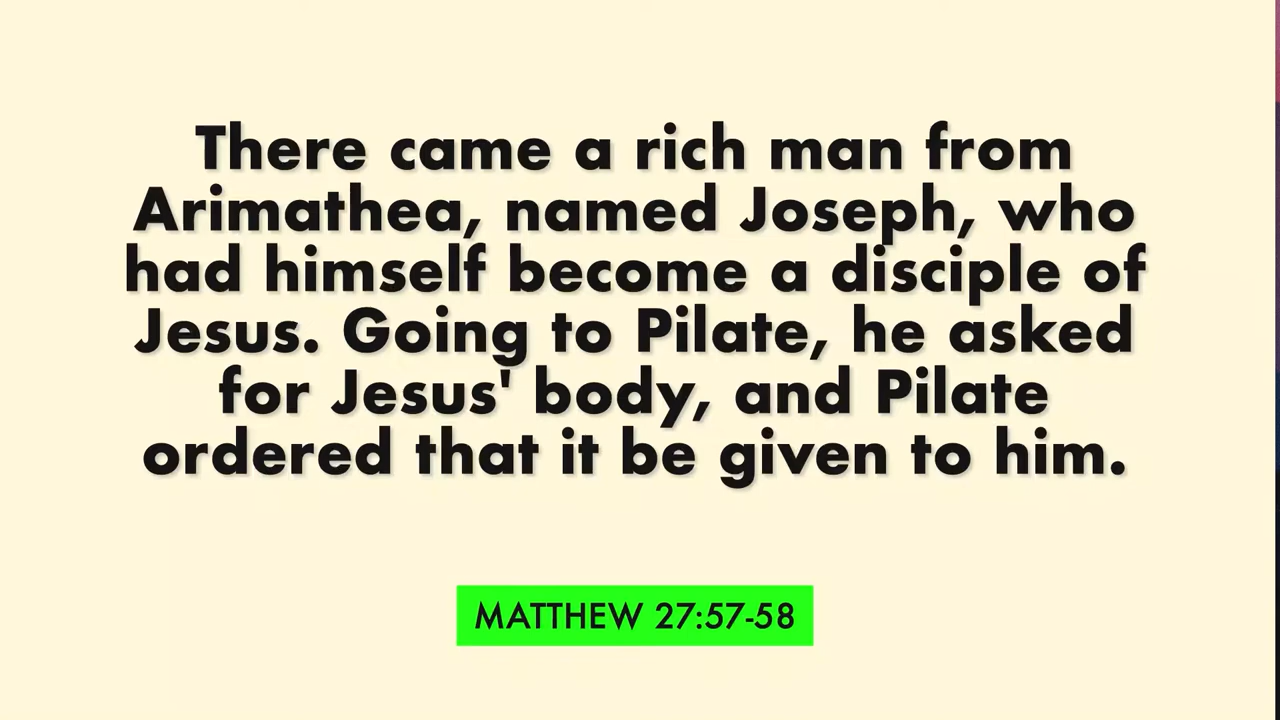 There came a rich man from
Arimathea, named Joseph, who
had himself become a disciple of
Jesus. Going to Pilate, he asked
for Jesus' body, and Pilate
ordered that it be given to him.
MATTHEW 27:57-58